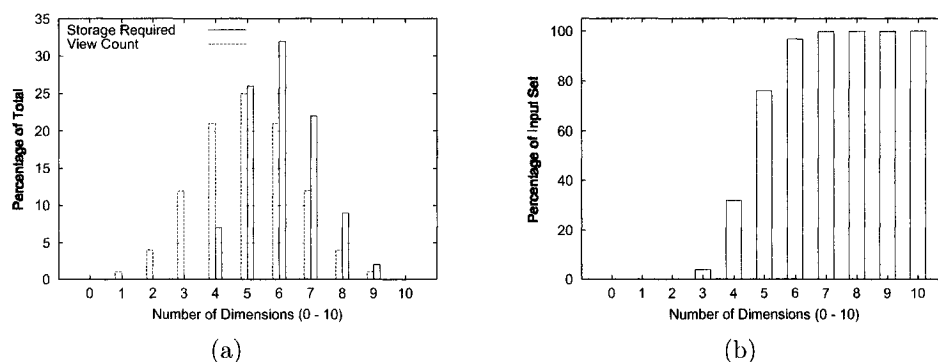 Storage Required
View Count
Percentage of Total
35
30
25
20
15
10
5
0
0 1 2 3 4 5 6 7 8 9 10
Number of Dimensions (0 - 10)
(a)
Percentage of Input Set
100
80
60
40
20
0
0 1 2 3 4 5 6 7 8 9 10
Number of Dimensions (0 - 10)
(b)